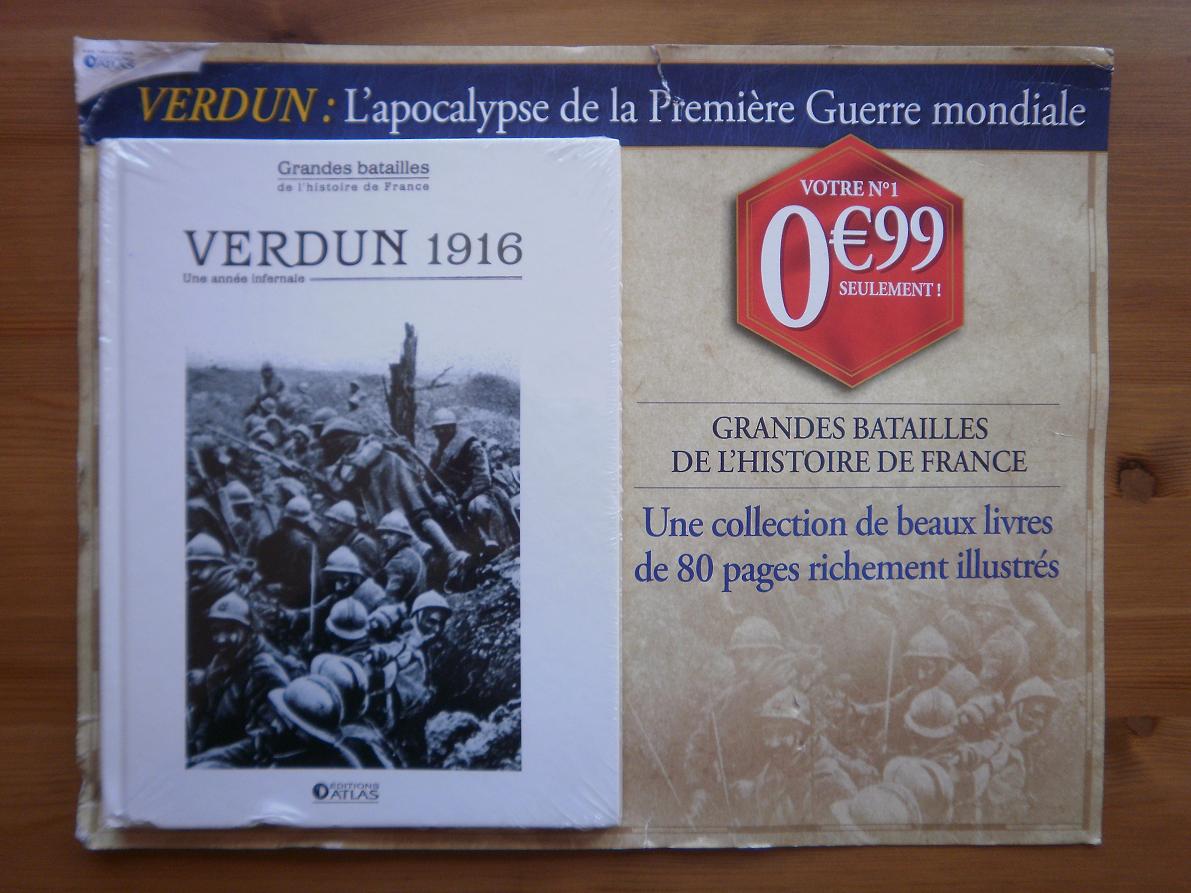 ATLAS
VERDUN : L'apocalypse de la Première Guerre mondiale
Grandes batailles
de l'histoire de France
VERDUN 1916
Une année infernale
ÉDITIONS
ATLAS
VOTRE N°1
0€99
SEULEMENT !
GRANDES BATAILLES
DE L'HISTOIRE DE FRANCE
Une collection de beaux livres
de 80 pages richement illustrés